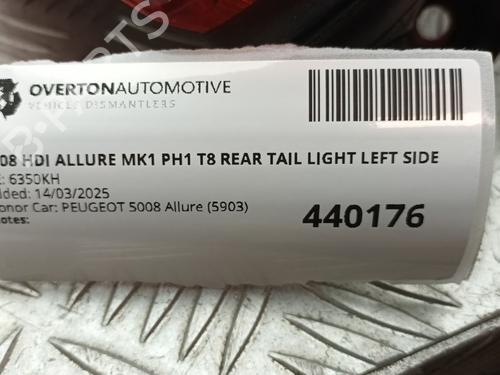 OVERTONAUTOMOTIVE
VEHICLE DISMANTLERS
08 HDI ALLURE MK1 PH1 T8 REAR TAIL LIGHT LEFT SIDE
E: 6350KH
ded: 14/03/2025
onor Car: PEUGEOT 5008 Allure (5903)
otes:
440176